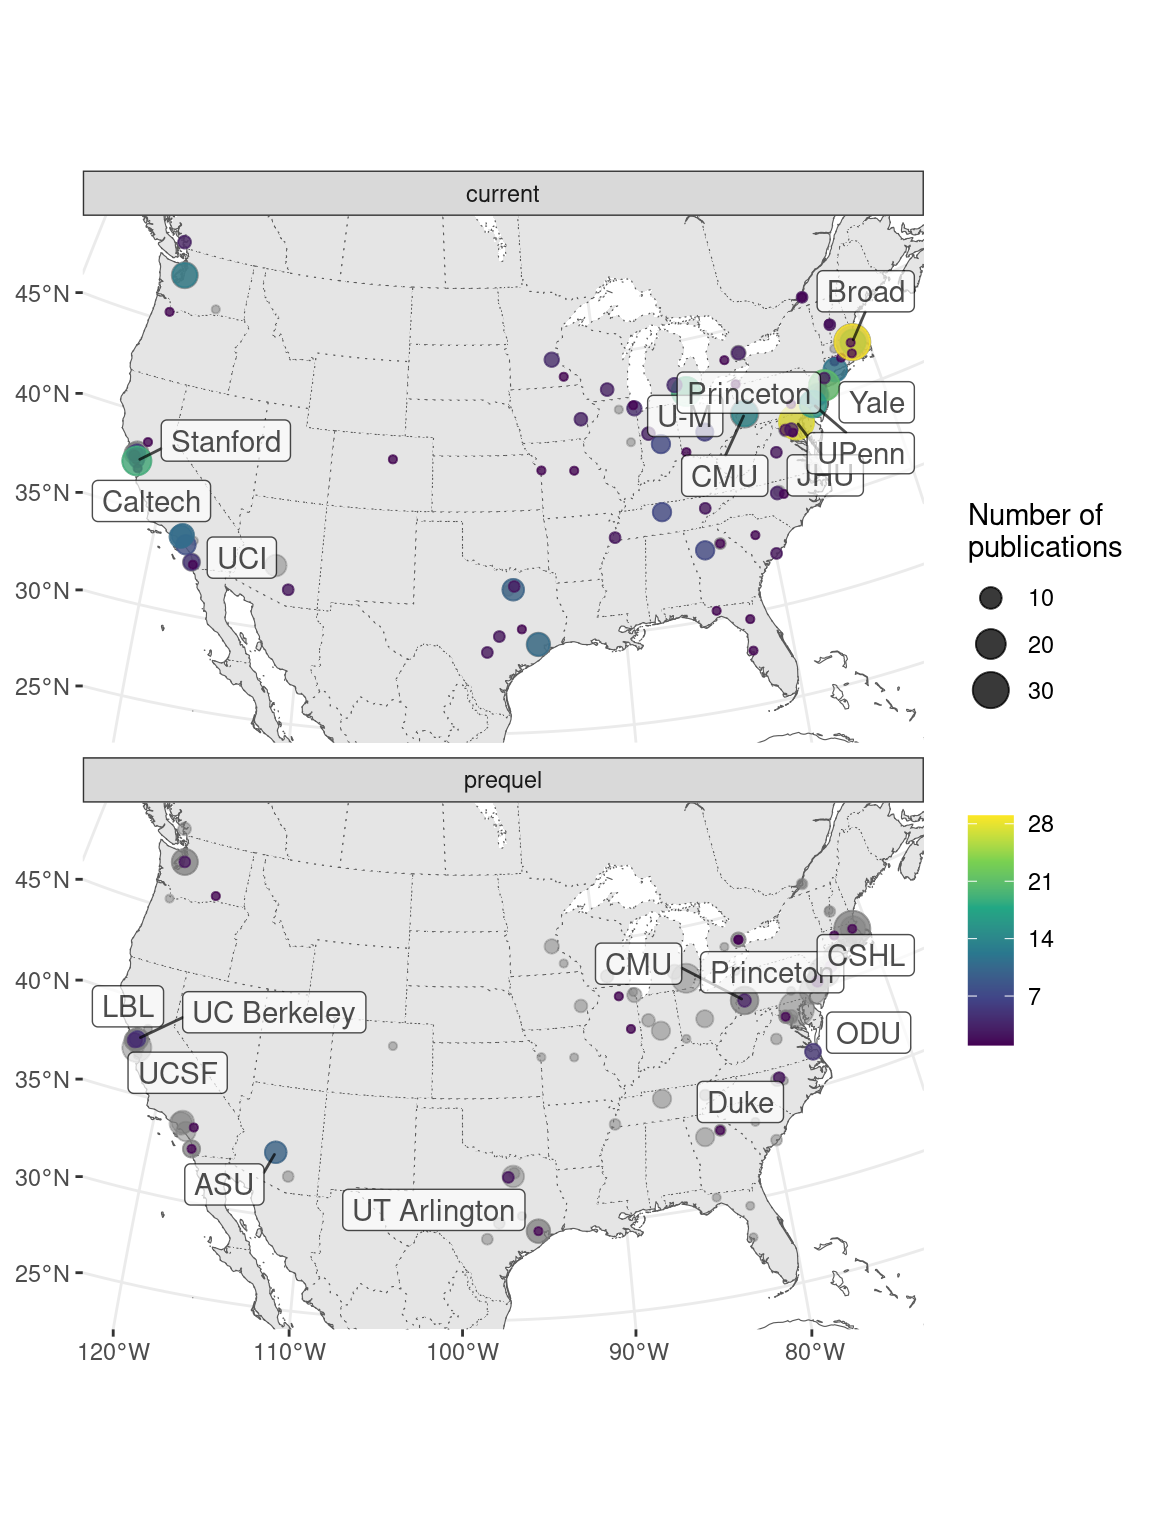 current
45°N
40°N
35°N
30°N
25°N
Broad
Princeton
Yale
U-M
Stanford
UPenn
CMU
JHU
Caltech
UCI
Number of
publications
10
20
30
prequel
28
21
14
7
45°N
40°N
35°N
30°N
25°N
CSHL
CMU
Princeton
LBL
UC Berkeley
ODU
UCSF
Duke
ASU
UT Arlington
120°W
110°W
100°W
90°W
80°W